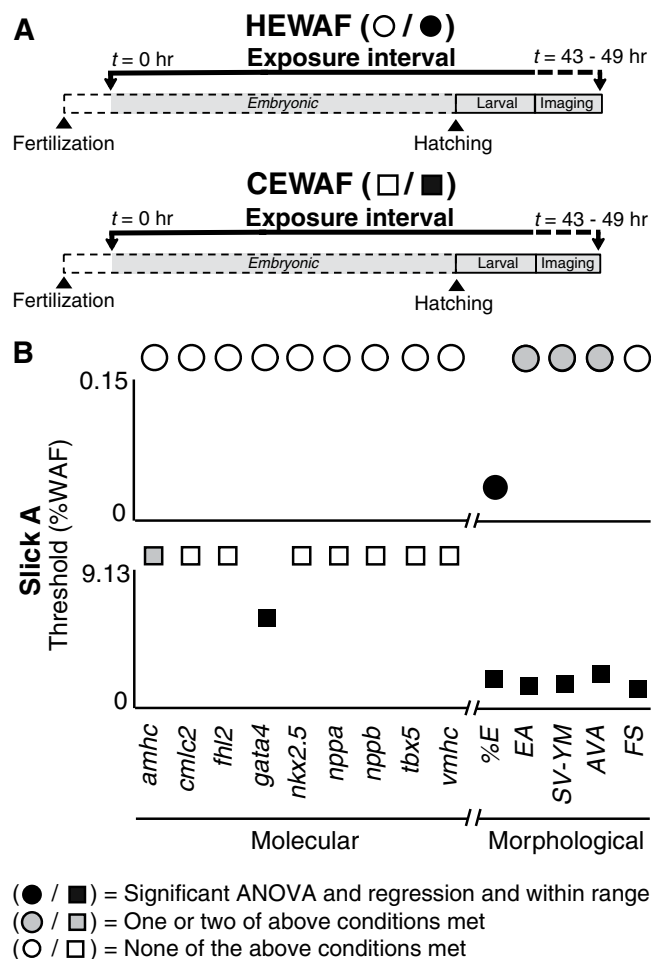 A
HEWAF (○ / ●)
Exposure interval
t = 0 hr
t = 43 - 49 hr
Embryonic
Larval
Imaging
Fertilization
Hatching
CEWAF (□ / ■)
Exposure interval
t = 0 hr
t = 43 - 49 hr
Embryonic
Larval
Imaging
Fertilization
Hatching
B
0.15
0
Slick A
Threshold (%WAF)
9.13
0
amhc
cmlc2
fhl2
gata4
nkx2.5
nppa
nppb
tbx5
vmhc
%E
EA
SV-YM
AVA
FS
Molecular
Morphological
(● / ■) = Significant ANOVA and regression and within range
(● / ■) = One or two of above conditions met
(○ / □) = None of the above conditions met